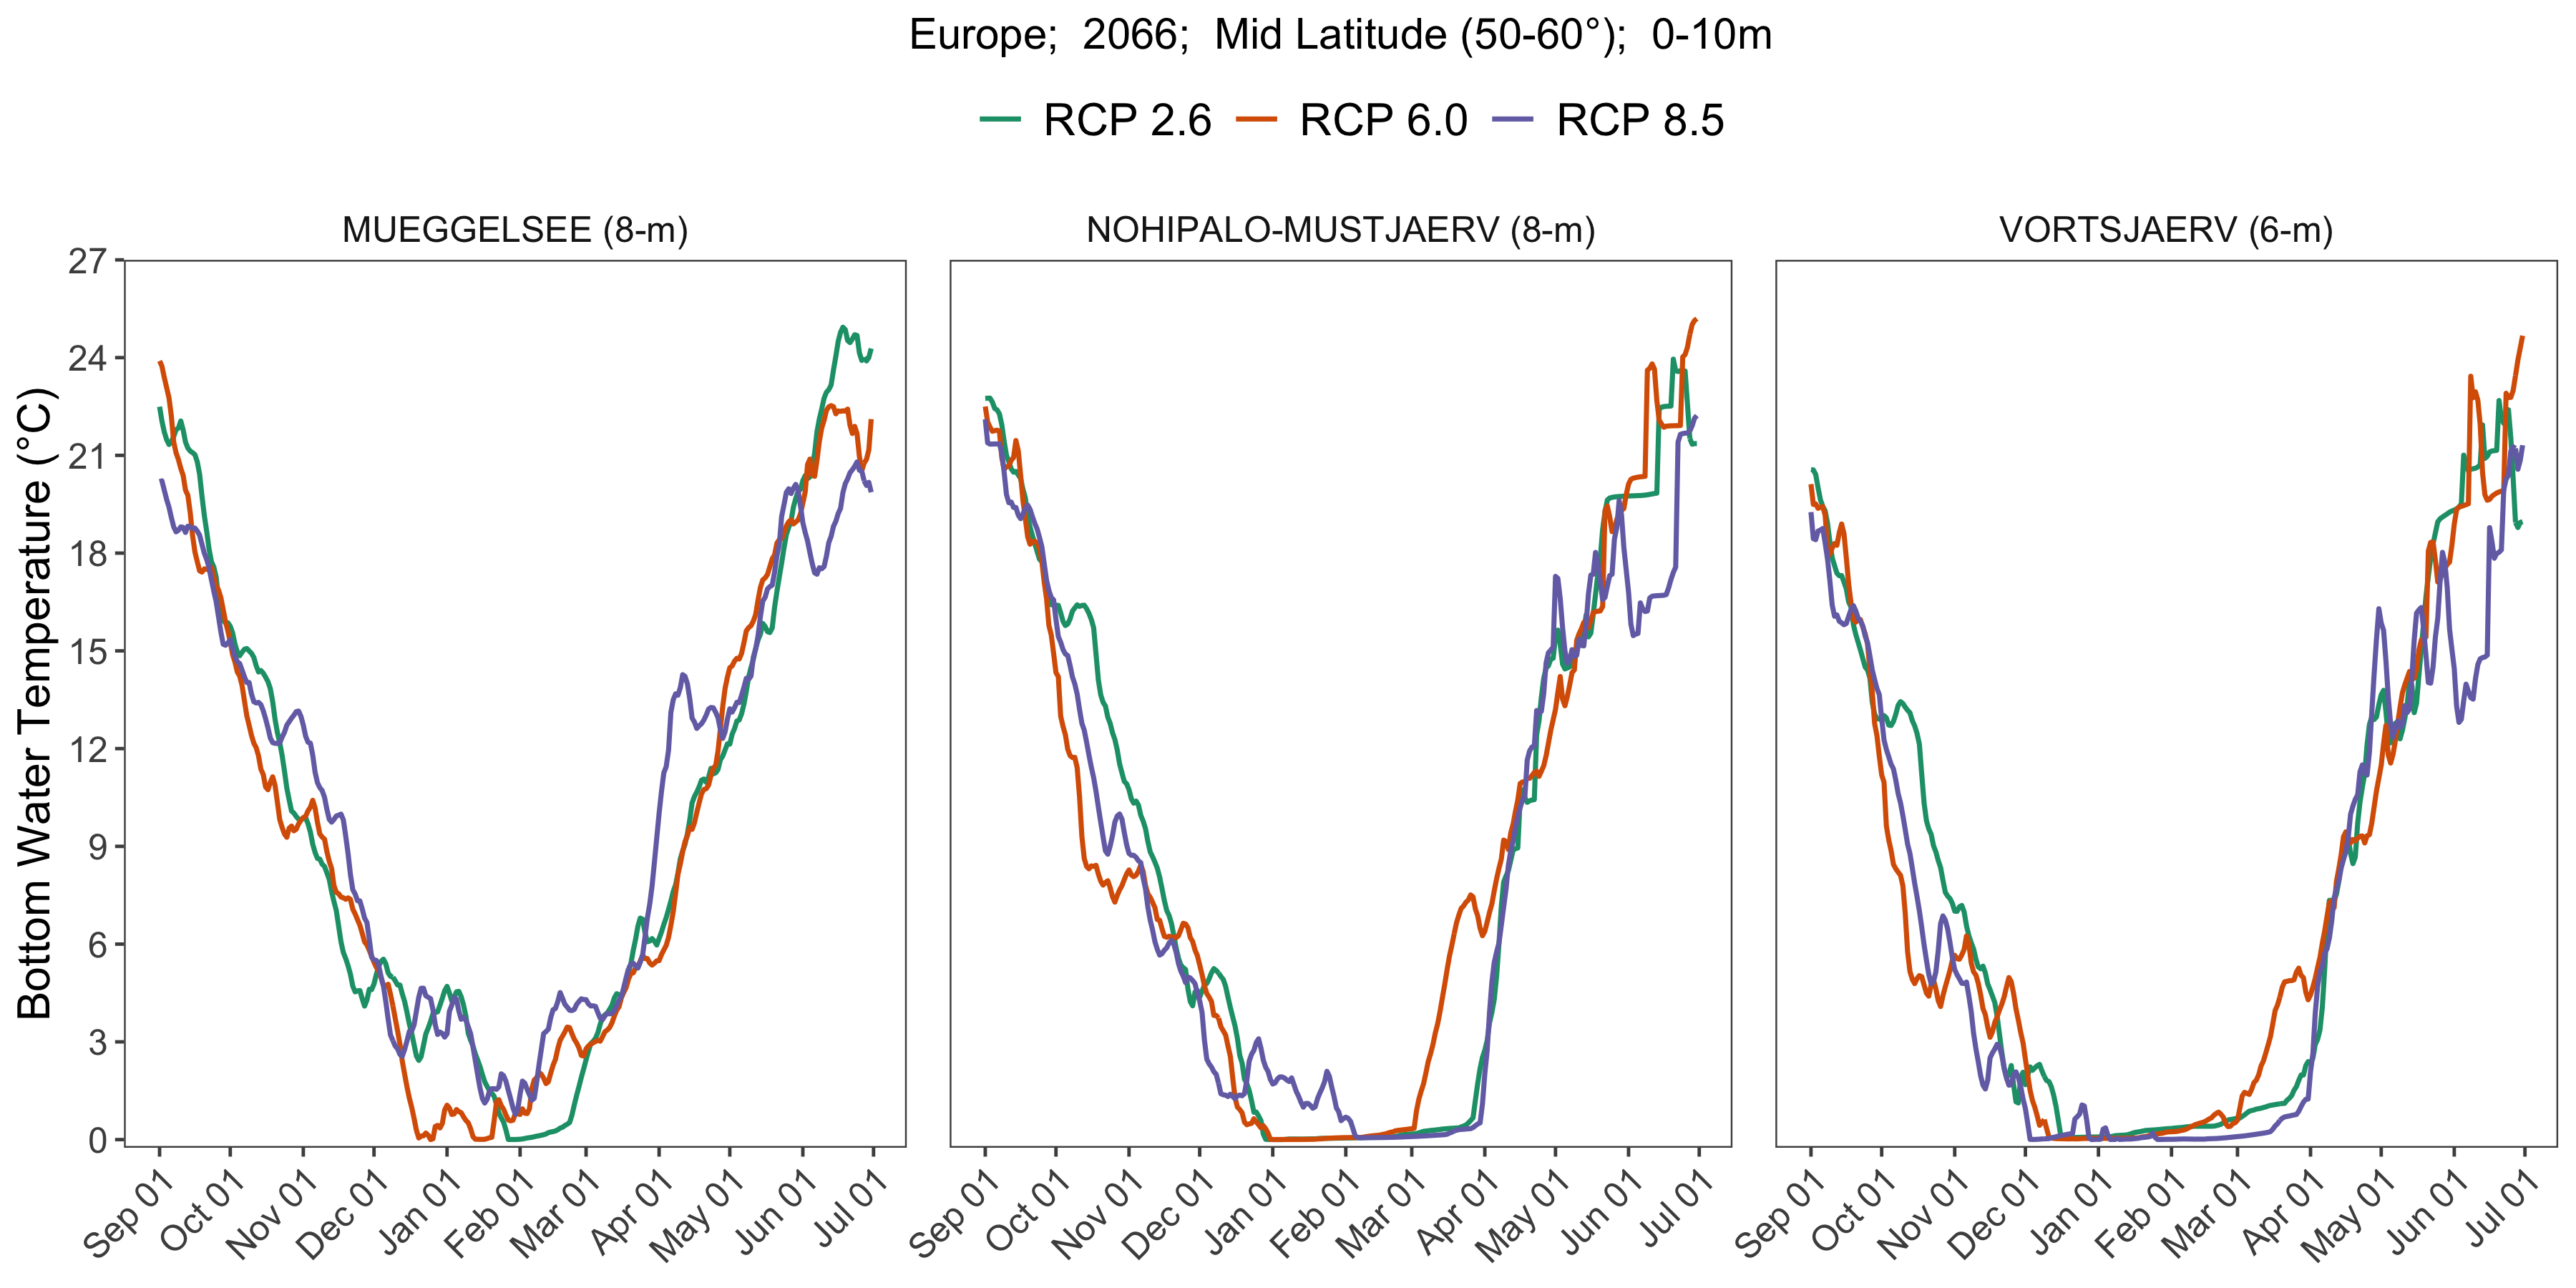 Europe;  2066;  Mid Latitude (50-60°);  0-10m
RCP 2.6 RCP 6.0 RCP 8.5
MUEGGELSEE (8-m) NOHIPALO-MUSTJAERV (8-m) VORTSJAERV (6-m)
Bottom Water Temperature (°C)
27
24
21
18
15
12
9
6
3
0
Sep 01 Oct 01 Nov 01 Dec 01 Jan 01 Feb 01 Mar 01 Apr 01 May 01 Jun 01 Jul 01 Sep 01 Oct 01 Nov 01 Dec 01 Jan 01 Feb 01 Mar 01 Apr 01 May 01 Jun 01 Jul 01 Sep 01 Oct 01 Nov 01 Dec 01 Jan 01 Feb 01 Mar 01 Apr 01 May 01 Jun 01 Jul 01